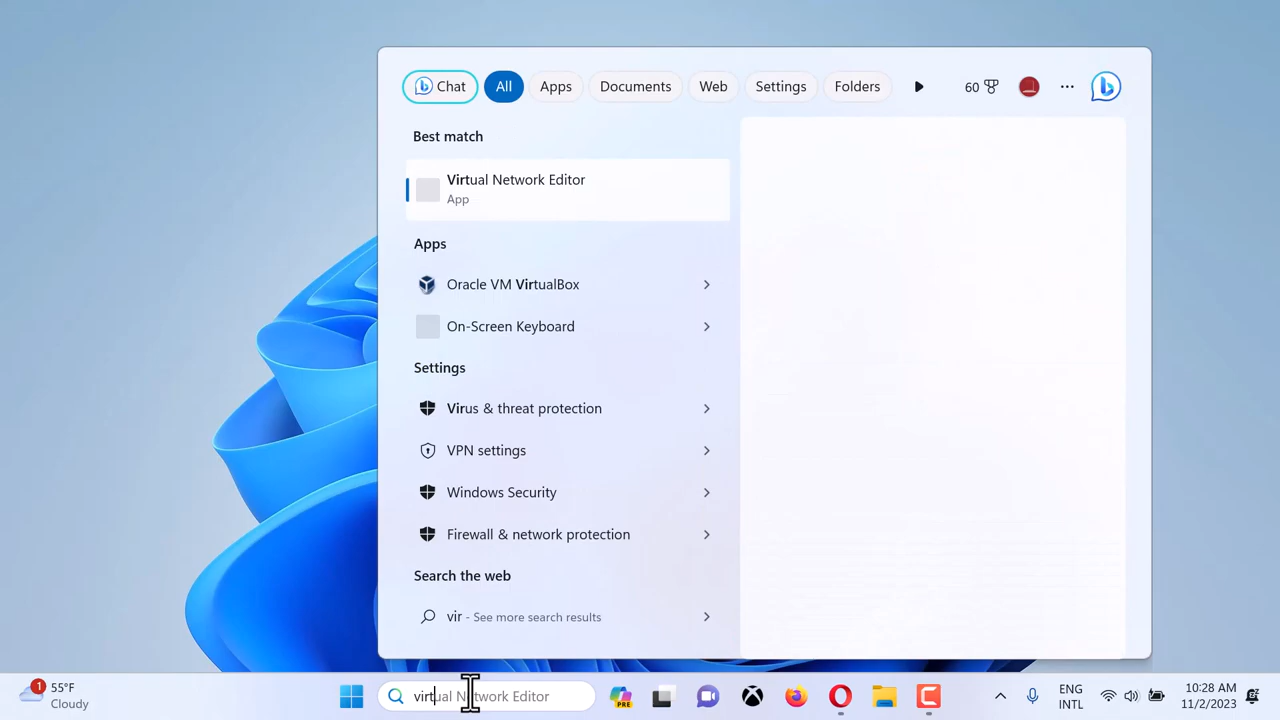 Chat All Apps Documents Web Settings Folders 60
Best match
Virtual Network Editor
App
Apps
Oracle VM VirtualBox
On-Screen Keyboard
Settings
Virus & threat protection
VPN settings
Windows Security
Firewall & network protection
Search the web
vir - See more search results
1
55°F
Cloudy
virtual Network Editor
PRE
ENG
INTL
10:28 AM
11/2/2023